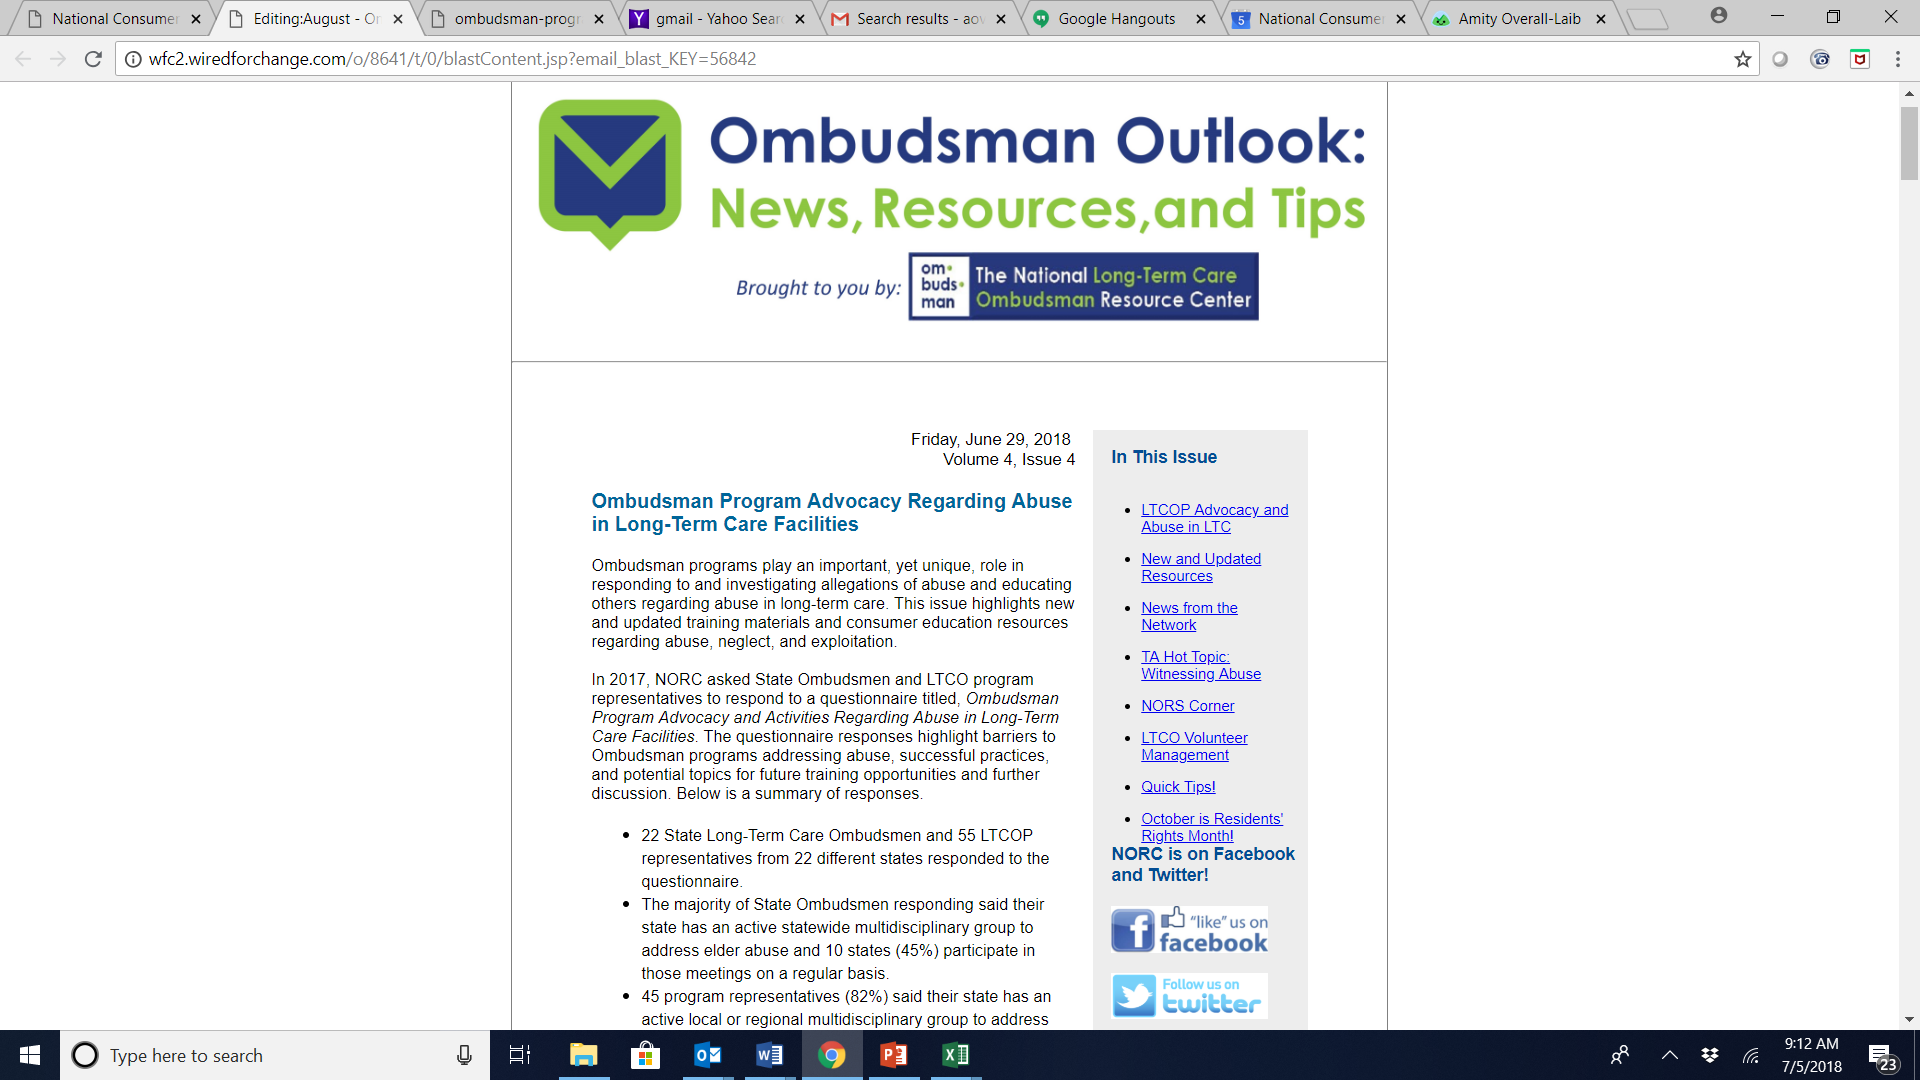 National Consumer
Editing:August - Or
ombudsman-progr
gmail - Yahoo Sear
Search results - aov
Google Hangouts
National Consume
Amity Overall-Laib
wfc2.wiredforchange.com/o/8641/t/0/blastContent.jsp?email_blast_KEY=56842
Ombudsman Outlook:
News, Resources, and Tips
Brought to you by:
om•
buds•
man
The National Long-Term Care
Ombudsman Resource Center
Friday, June 29, 2018
Volume 4, Issue 4
Ombudsman Program Advocacy Regarding Abuse
in Long-Term Care Facilities
Ombudsman programs play an important, yet unique, role in
responding to and investigating allegations of abuse and educating
others regarding abuse in long-term care. This issue highlights new
and updated training materials and consumer education resources
regarding abuse, neglect, and exploitation.
In 2017, NORC asked State Ombudsmen and LTCO program
representatives to respond to a questionnaire titled, Ombudsman
Program Advocacy and Activities Regarding Abuse in Long-Term
Care Facilities. The questionnaire responses highlight barriers to
Ombudsman programs addressing abuse, successful practices,
and potential topics for future training opportunities and further
discussion. Below is a summary of responses.
• 22 State Long-Term Care Ombudsmen and 55 LTCOP
representatives from 22 different states responded to the
questionnaire.
• The majority of State Ombudsmen responding said their
state has an active statewide multidisciplinary group to
address elder abuse and 10 states (45%) participate in
those meetings on a regular basis.
• 45 program representatives (82%) said their state has an
active local or regional multidisciplinary group to address
In This Issue
• LTCOP Advocacy and
Abuse in LTC
• New and Updated
Resources
• News from the
Network
• TA Hot Topic:
Witnessing Abuse
• NORS Corner
• LTCO Volunteer
Management
• Quick Tips!
• October is Residents'
Rights Month!
NORC is on Facebook
and Twitter!
"like" us on
facebook
Follow us on
twitter
Type here to search
9:12 AM
7/5/2018
23